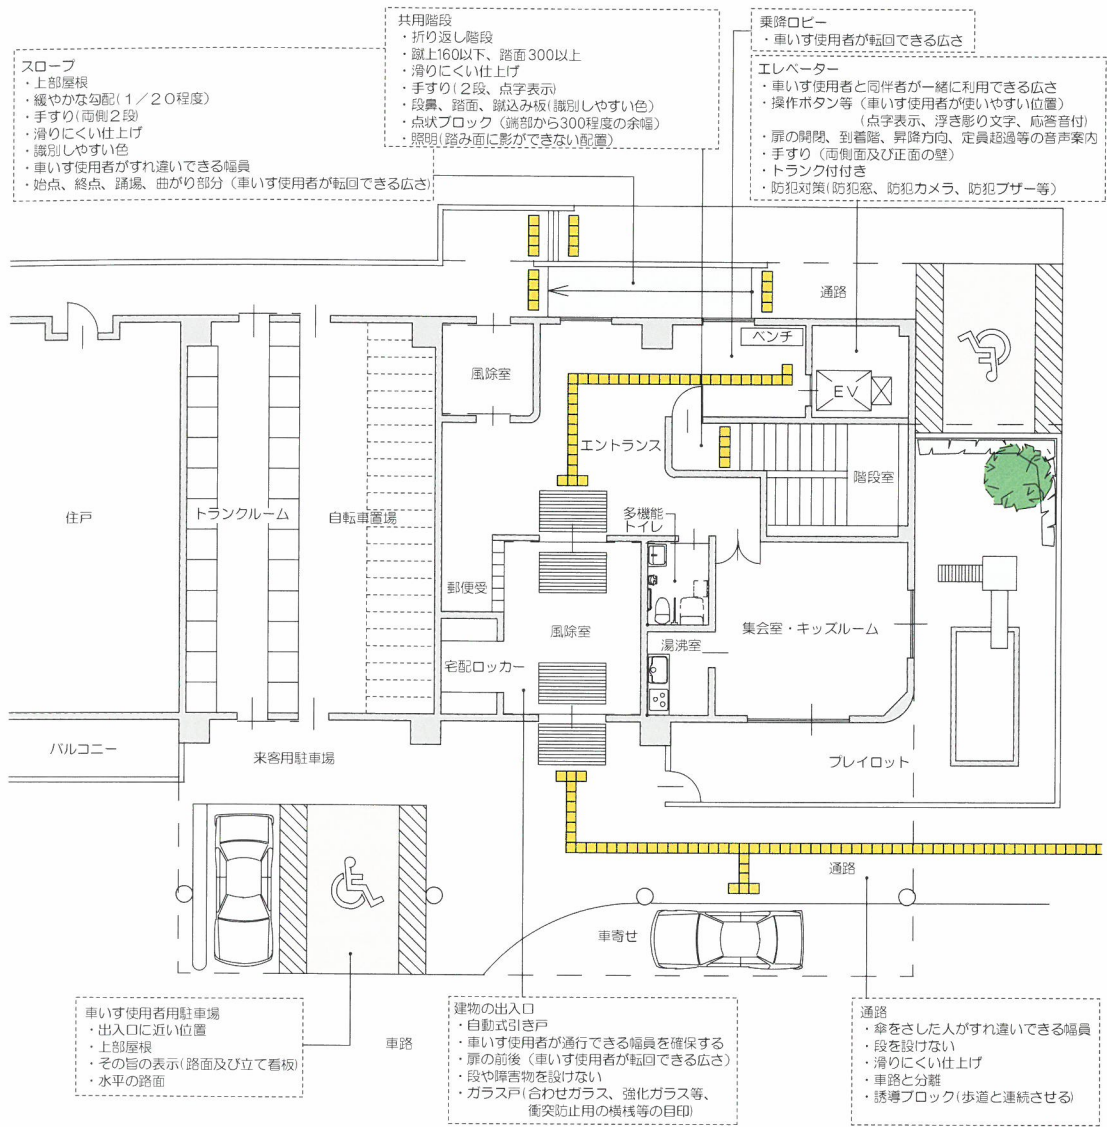 共用階段
・折り返し階段
・蹴上160以下、踏面300以上
・滑りにくい仕上げ
・手すり(2段、点字表示)
・段鼻、踏面、蹴込み板(識別しやすい色)
・点状ブロック(端部から300程度の余幅)
・照明(踏み面に影ができない配置)
乗降ロビー
・車いす使用者が転回できる広さ
スロープ
・上部屋根
・緩やかな勾配(1/20程度)
・手すり(両側2段)
・滑りにくい仕上げ
・識別しやすい色
・車いす使用者がすれ違いできる幅員
・始点、終点、踊場、曲がり部分(車いす使用者が転回できる広さ)
エレベーター
・車いす使用者と同伴者が一緒に利用できる広さ
・操作ボタン等(車いす使用者が使いやすい位置)
(点字表示、浮き彫り文字、応答音付)
・扉の開閉、到着階、昇降方向、定員超過等の音声案内
・手すり(両側面及び正面の壁)
・トランク付付き
・防犯対策(防犯窓、防犯カメラ、防犯ブザー等)
通路
ベンチ
風除室
EV
エントランス
階段室
住戸
トランクルーム
自転車置場
多機能
トイレ
郵便受
風除室
集会室・キッズルーム
湯沸室
宅配ロッカー
バルコニー
来客用駐車場
プレイロット
通路
車寄せ
車路
車いす使用者用駐車場
・出入口に近い位置
・上部屋根
・その旨の表示(路面及び立て看板)
・水平の路面
建物の出入口
・自動式引き戸
・車いす使用者が通行できる幅員を確保する
・扉の前後(車いす使用者が転回できる広さ)
・段や障害物を設けない
・ガラス戸(合わせガラス、強化ガラス等、
衝突防止用の横桟等の目印)
通路
・傘をさした人がすれ違いできる幅員
・段を設けない
・滑りにくい仕上げ
・車路と分離
・誘導ブロック(歩道と連続させる)